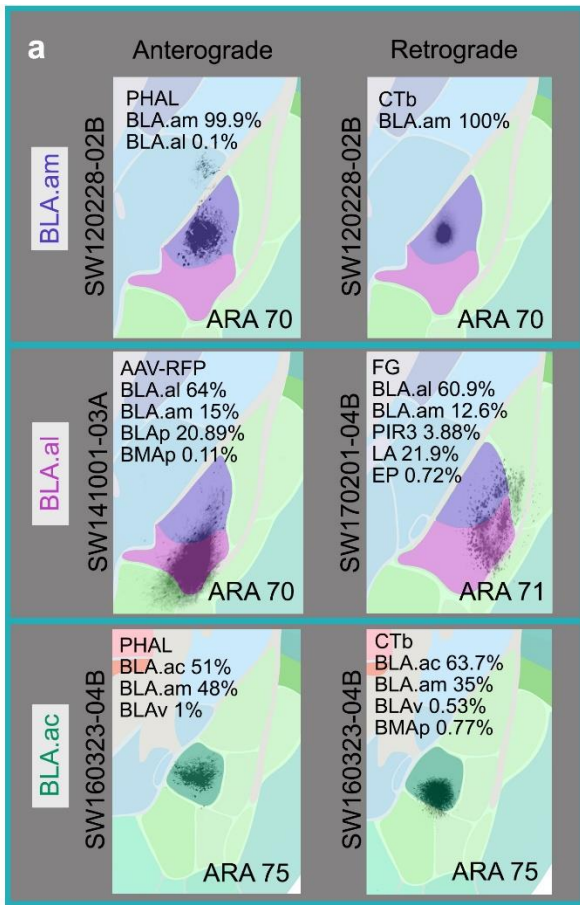 a
Anterograde
Retrograde
BLA.am
SW120228-02B
PHAL
BLA.am 99.9%
BLA.al 0.1%
ARA 70
SW120228-02B
CTb
BLA.am 100%
ARA 70
BLA.al
SW141001-03A
AAV-RFP
BLA.al 64%
BLA.am 15%
BLAp 20.89%
BMAp 0.11%
ARA 70
SW170201-04B
FG
BLA.al 60.9%
BLA.am 12.6%
PIR3 3.88%
LA 21.9%
EP 0.72%
ARA 71
BLA.ac
SW160323-04B
PHAL
BLA.ac 51%
BLA.am 48%
BLAv 1%
ARA 75
SW160323-04B
CTb
BLA.ac 63.7%
BLA.am 35%
BLAv 0.53%
BMAp 0.77%
ARA 75